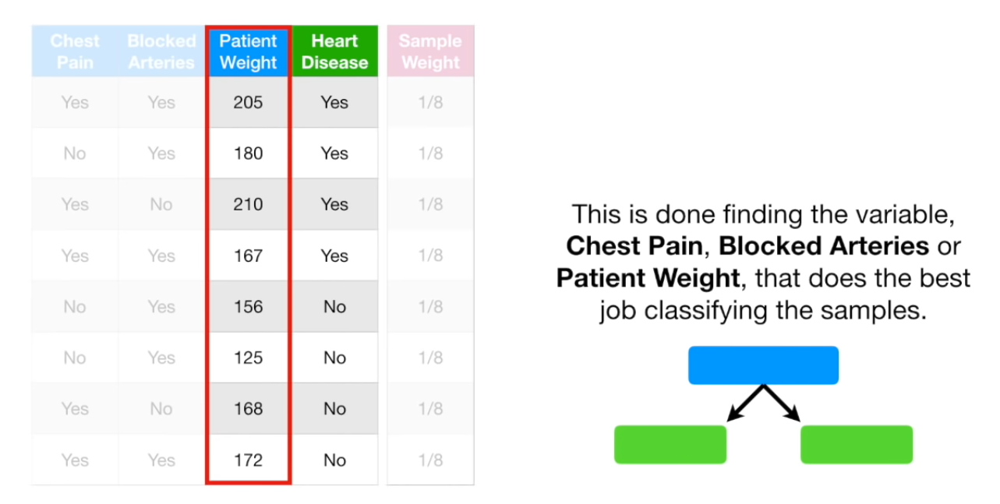 Chest Pain Blocked Arteries Patient Weight Heart Disease Sample Weight
Yes Yes 205 Yes 1/8
No Yes 180 Yes 1/8
Yes No 210 Yes 1/8
Yes Yes 167 Yes 1/8
No Yes 156 No 1/8
No Yes 125 No 1/8
Yes No 168 No 1/8
Yes Yes 172 No 1/8
This is done finding the variable,
Chest Pain, Blocked Arteries or
Patient Weight, that does the best
job classifying the samples.